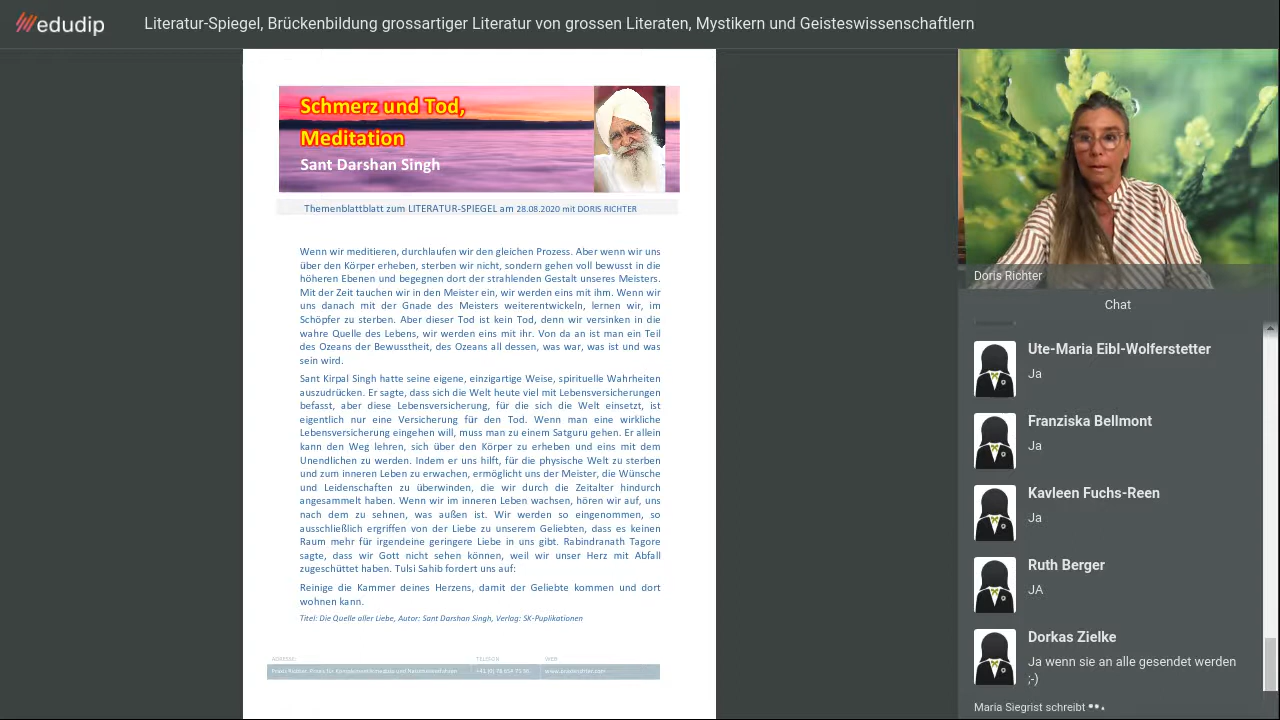 edudip
Literatur-Spiegel, Brückenbildung grossartiger Literatur von grossen Literaten, Mystikern und Geisteswissenschaftlern
Schmerz und Tod,
Meditation
Sant Darshan Singh
Themenblattblatt zum LITERATUR-SPIEGEL am 28.08.2020 mit DORIS RICHTER
Wenn wir meditieren, durchlaufen wir den gleichen Prozess. Aber wenn wir uns
über den Körper erheben, sterben wir nicht, sondern gehen voll bewusst in die
höheren Ebenen und begegnen dort der strahlenden Gestalt unseres Meisters.
Mit der Zeit tauchen wir in den Meister ein, wir werden eins mit ihm. Wenn wir
uns danach mit der Gnade des Meisters weiterentwickeln, lernen wir, im
Schöpfer zu sterben. Aber dieser Tod ist kein Tod, denn wir versinken in die
wahre Quelle des Lebens, wir werden eins mit ihr. Von da an ist man ein Teil
des Ozeans der Bewusstheit, des Ozeans all dessen, was war, was ist und was
sein wird.
Sant Kirpal Singh hatte seine eigene, einzigartige Weise, spirituelle Wahrheiten
auszudrücken. Er sagte, dass sich die Welt heute viel mit Lebensversicherungen
befasst, aber diese Lebensversicherung, für die sich die Welt einsetzt, ist
eigentlich nur eine Versicherung für den Tod. Wenn man eine wirkliche
Lebensversicherung eingehen will, muss man zu einem Satguru gehen. Er allein
kann den Weg lehren, sich über den Körper zu erheben und eins mit dem
Unendlichen zu werden. Indem er uns hilft, für die physische Welt zu sterben
und zum inneren Leben zu erwachen, ermöglicht uns der Meister, die Wünsche
und Leidenschaften zu überwinden, die wir durch die Zeitalter hindurch
angesammelt haben. Wenn wir im inneren Leben wachsen, hören wir auf, uns
nach dem zu sehnen, was außen ist. Wir werden so eingenommen, so
ausschließlich ergriffen von der Liebe zu unserem Geliebten, dass es keinen
Raum mehr für irgendeine geringere Liebe in uns gibt. Rabindranath Tagore
sagte, dass wir Gott nicht sehen können, weil wir unser Herz mit Abfall
zugeschüttet haben. Tulsi Sahib fordert uns auf:
Reinige die Kammer deines Herzens, damit der Geliebte kommen und dort
wohnen kann.
Titel: Die Quelle aller Liebe, Autor: Sant Darshan Singh, Verlag: SK-Puplikationen
ADRESSE: TELEFON WEB
Praxis Richter, Praxis für Komplementärmedizin und
Doris Richter
Chat
Ute-Maria Eibl-Wolferstetter
Ja
Franziska Bellmont
Ja
Kavleen Fuchs-Reen
Ja
Ruth Berger
JA
Dorkas Zielke
Ja wenn sie an alle gesendet werden
;-)
Maria Siegrist schreibt